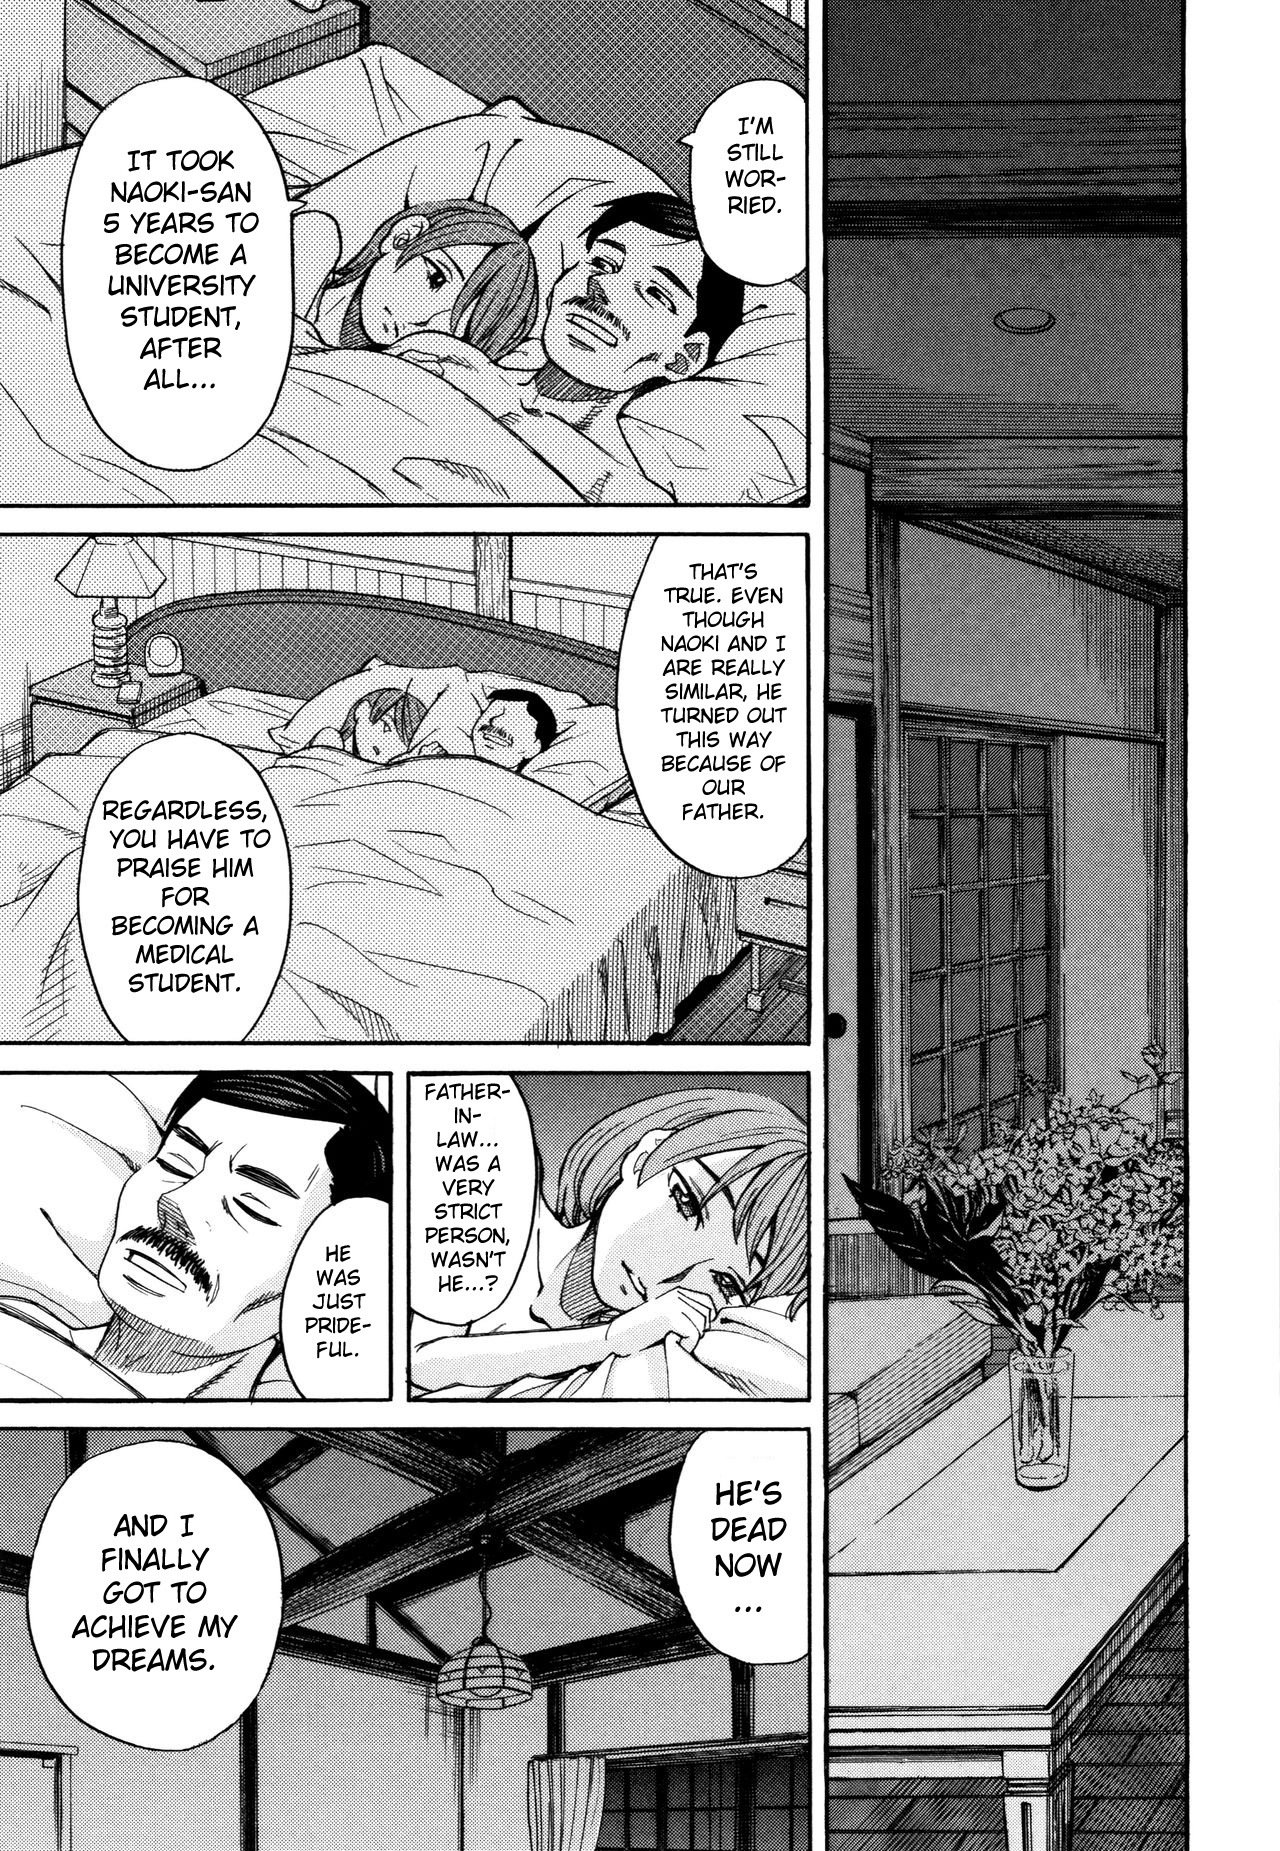 I'M
STILL
WOR-
RIED.
IT TOOK
NAOKI-SAN
5 YEARS TO
BECOME A
UNIVERSITY
STUDENT,
AFTER
ALL...
THAT'S
TRUE. EVEN
THOUGH
NAOKI AND I
ARE REALLY
SIMILAR, HE
TURNED OUT
THIS WAY
BECAUSE OF
OUR
FATHER.
REGARDLESS,
YOU HAVE TO
PRAISE HIM
FOR
BECOMING A
MEDICAL
STUDENT.
FATHER-
IN-
LAW...
WAS A
VERY
STRICT
PERSON,
WASN'T
HE...?
HE
WAS
JUST
PRIDE-
FUL.
HE'S
DEAD
NOW
...
AND I
FINALLY
GOT TO
ACHIEVE MY
DREAMS.